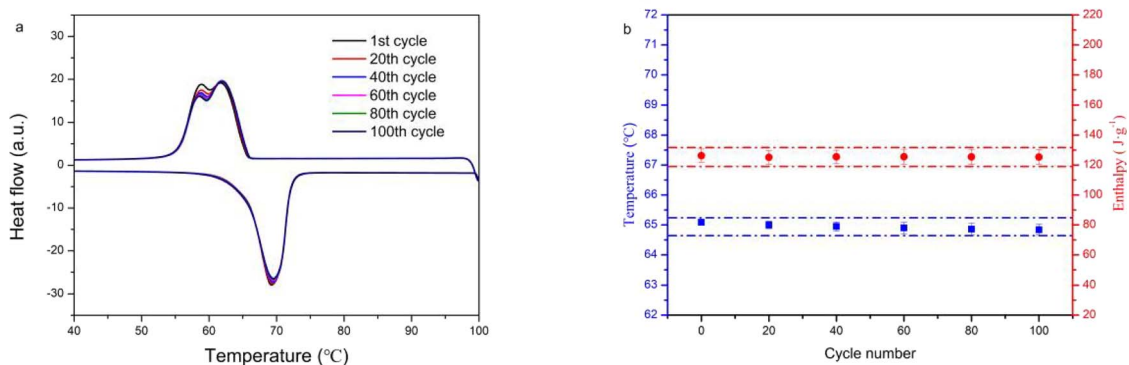 a
35
30
20
10
0
-10
-20
-30
40 50 60 70 80 90 100
Heat flow (a.u.)
Temperature (℃)
1st cycle
20th cycle
40th cycle
60th cycle
80th cycle
100th cycle
b
72
71
70
69
68
67
66
65
64
63
62
Temperature (℃)
0 20 40 60 80 100
Cycle number
220
200
180
160
140
120
100
80
60
40
20
Enthalpy ( J·g⁻¹)